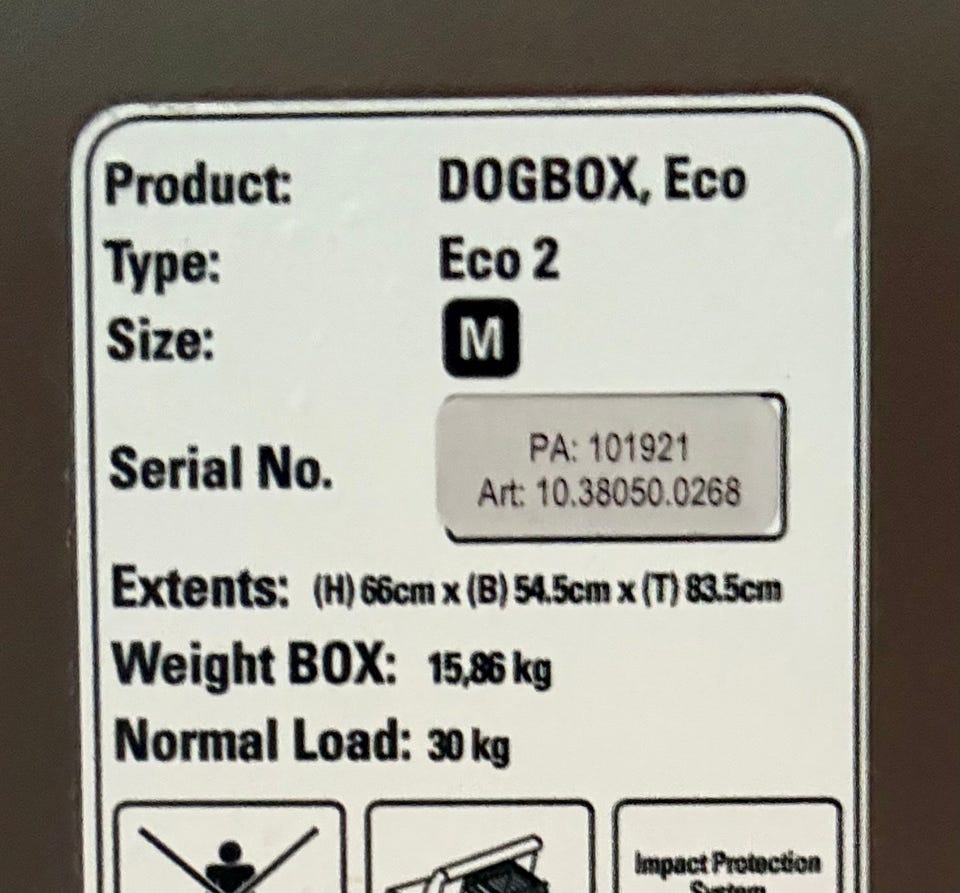 Product: DOGBOX, Eco
Type: Eco 2
Size: M
Serial No.
PA: 101921
Art: 10.38050.0268
Extents: (H) 66cm x (B) 54.5cm x (T) 83.5cm
Weight BOX: 15,86 kg
Normal Load: 30 kg
Impact Protection
System